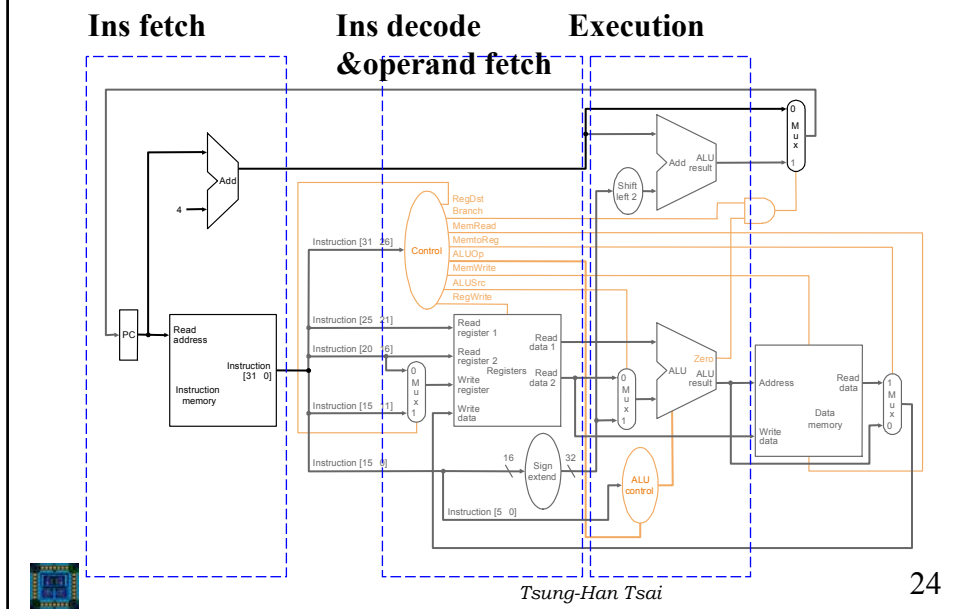 Ins fetch
Ins decode
&operand fetch
Execution
0
M
u
x
1
Add
4
Add
ALU
result
Shift
left 2
RegDst
Branch
MemRead
MemtoReg
ALUOp
MemWrite
ALUSrc
RegWrite
Control
Instruction [31 26]
Instruction [25 21]
Instruction [20 16]
Instruction [15 11]
Instruction [15 0]
Instruction [5 0]
PC
Read
address
Instruction
[31 0]
Instruction
memory
0
M
u
x
1
Read
register 1
Read
register 2
Write
register
Write
data
Registers
Read
data 1
Read
data 2
0
M
u
x
1
Zero
ALU
ALU
result
Address
Write
data
Read
data
Data
memory
1
M
u
x
0
16
Sign
extend
32
ALU
control
Tsung-Han Tsai
24